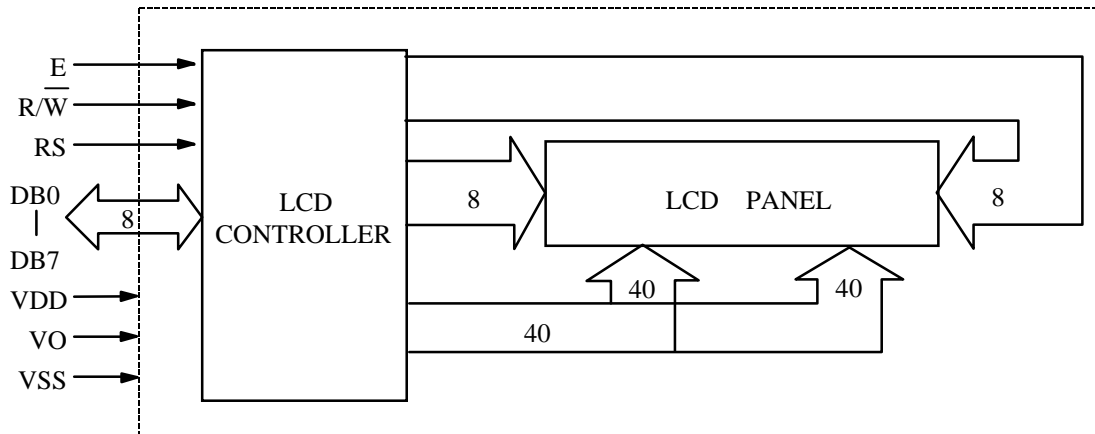 E
R/W̅
RS
DB0
DB7
8
VDD
VO
VSS
LCD
CONTROLLER
8
LCD PANEL
8
40
40
40